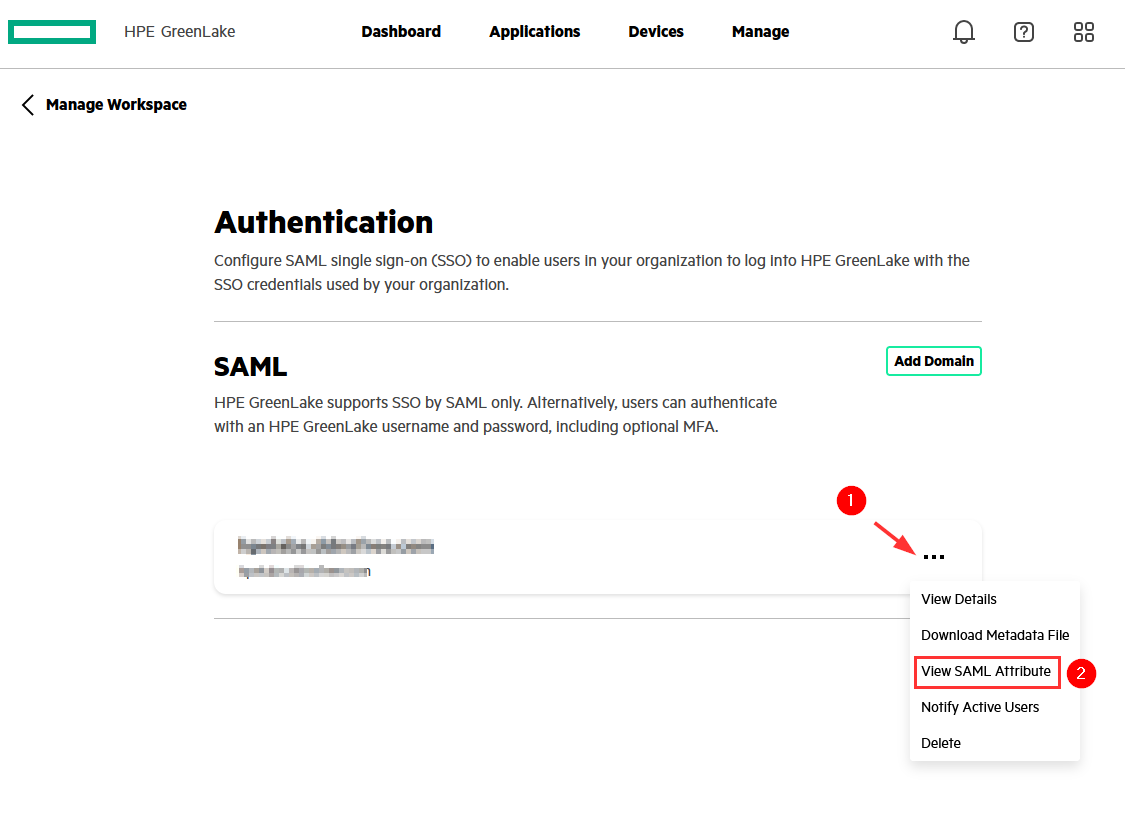 HPE GreenLake
Dashboard
Applications
Devices
Manage
?
Manage Workspace
Authentication
Configure SAML single sign-on (SSO) to enable users in your organization to log into HPE GreenLake with the
SSO credentials used by your organization.
SAML
Add Domain
HPE GreenLake supports SSO by SAML only. Alternatively, users can authenticate
with an HPE GreenLake username and password, including optional MFA.
1
View Details
Download Metadata File
View SAML Attribute
2
Notify Active Users
Delete